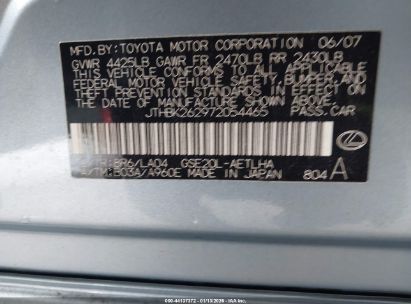 MFD.BY:TOYOTA MOTOR CORPORATION 06/07
GVWR 4425LB GAWR FR 2470LB RR 2430LB
THIS VEHICLE CONFORMS TO ALL APPLICABLE
FEDERAL MOTOR VEHICLE SAFETY, BUMPER, AND
THEFT PREVENTION STANDARDS IN EFFECT ON
THE DATE OF MANUFACTURE SHOWN ABOVE.
JTHBK262972054465 PASS.CAR
C/TR:8R6/LA04 GSE20L-AETLHA
A/TM:B03A/A960E MADE IN JAPAN 804 A